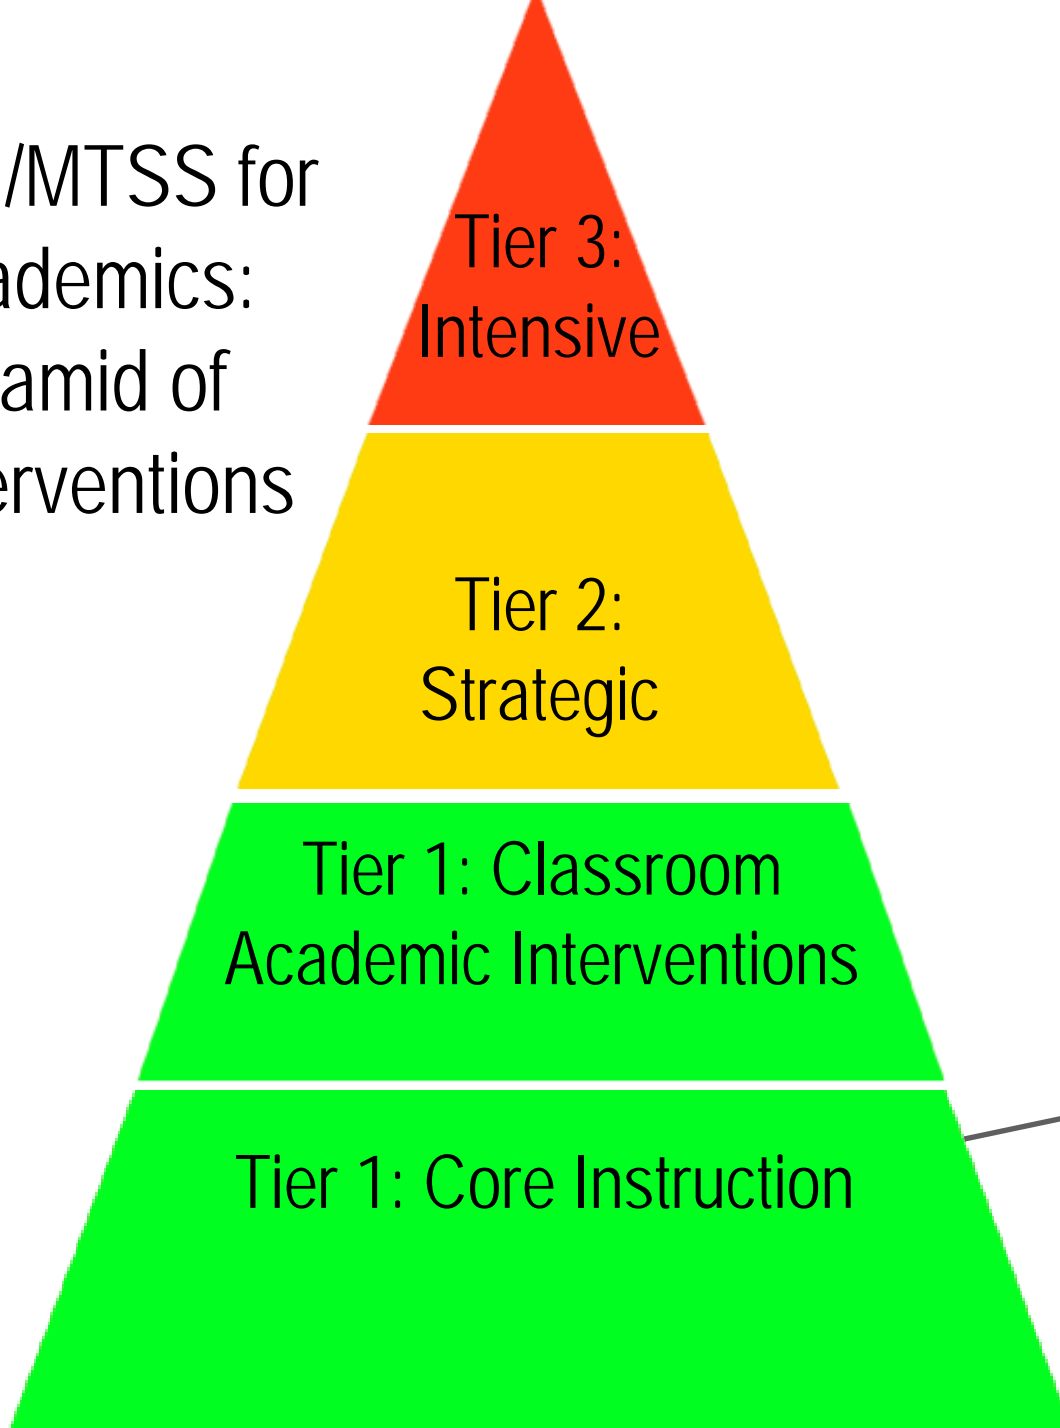 /MTSS for
ademics:
amid of
erventions
Tier 3:
Intensive
Tier 2:
Strategic
Tier 1: Classroom
Academic Interventions
Tier 1: Core Instruction